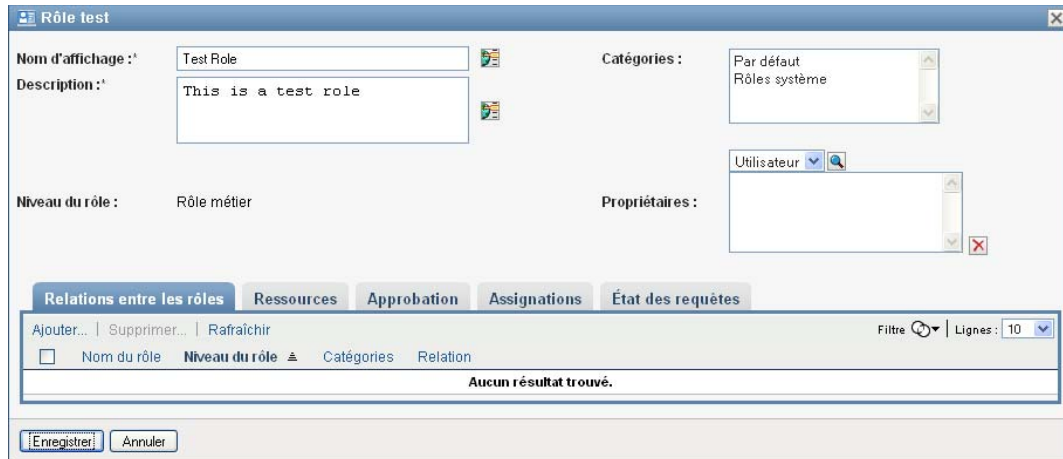 Rôle test
Nom d'affichage :*
Test Role
Catégories :
Par défaut
Rôles système
Description :*
This is a test role
Utilisateur
Niveau du rôle :
Rôle métier
Propriétaires :
Relations entre les rôles
Ressources
Approbation
Assignations
État des requêtes
Ajouter... | Supprimer... | Rafraîchir
Filtre | Lignes : 10
Nom du rôle Niveau du rôle Catégories Relation
Aucun résultat trouvé.
Enregistrer Annuler